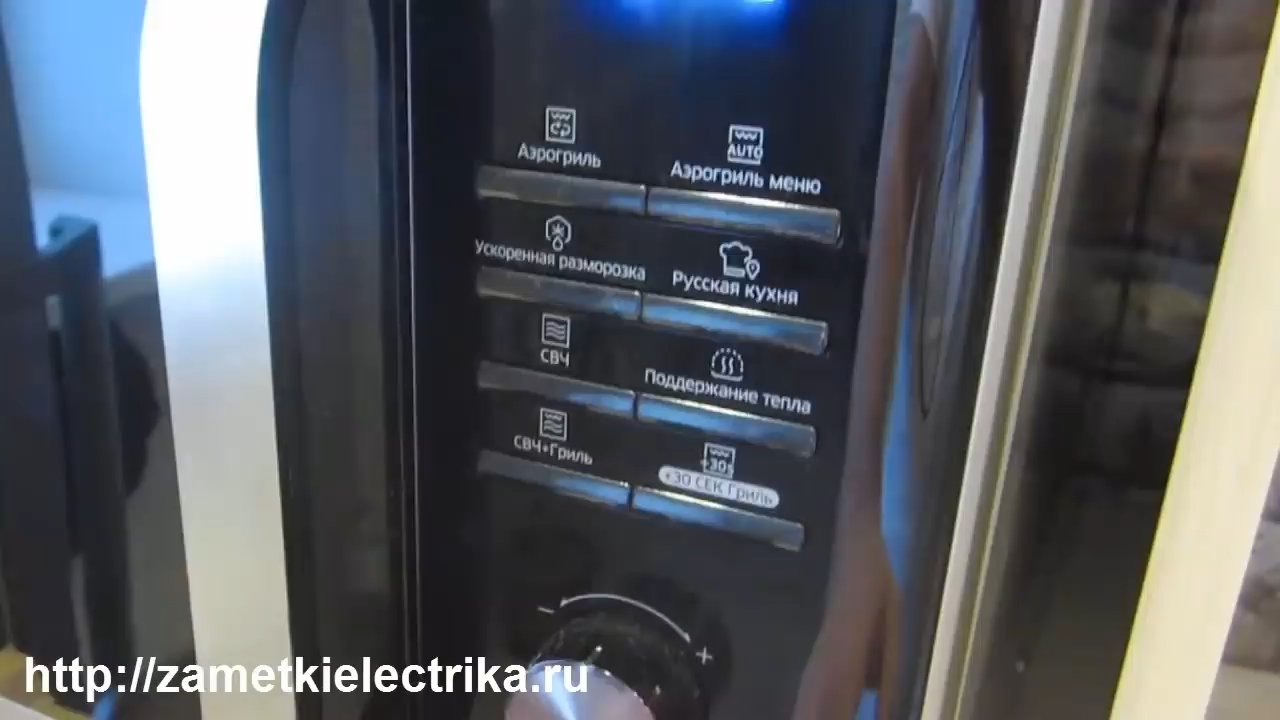 Аэрогриль
AUTO
Аэрогриль меню
Ускоренная разморозка
Русская кухня
СВЧ
Поддержание тепла
СВЧ+Гриль
+30s
+30 СЕК Гриль
− +
http://zametkielectrika.ru